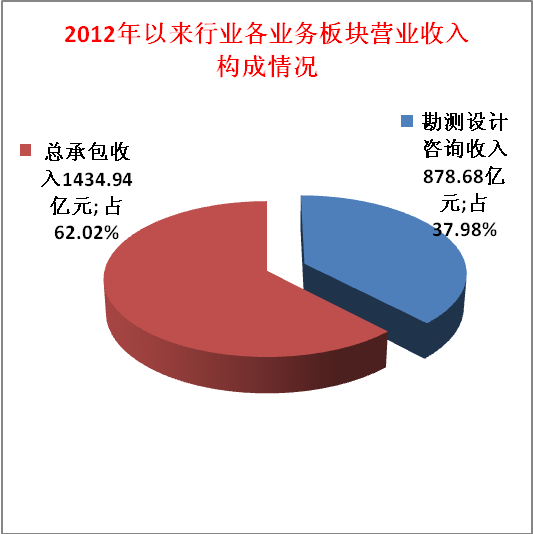 2012年以来行业各业务板块营业收入
构成情况
总承包收
入1434.94
亿元; 占
62.02%
勘测设计
咨询收入
878.68亿
元;占
37.98%